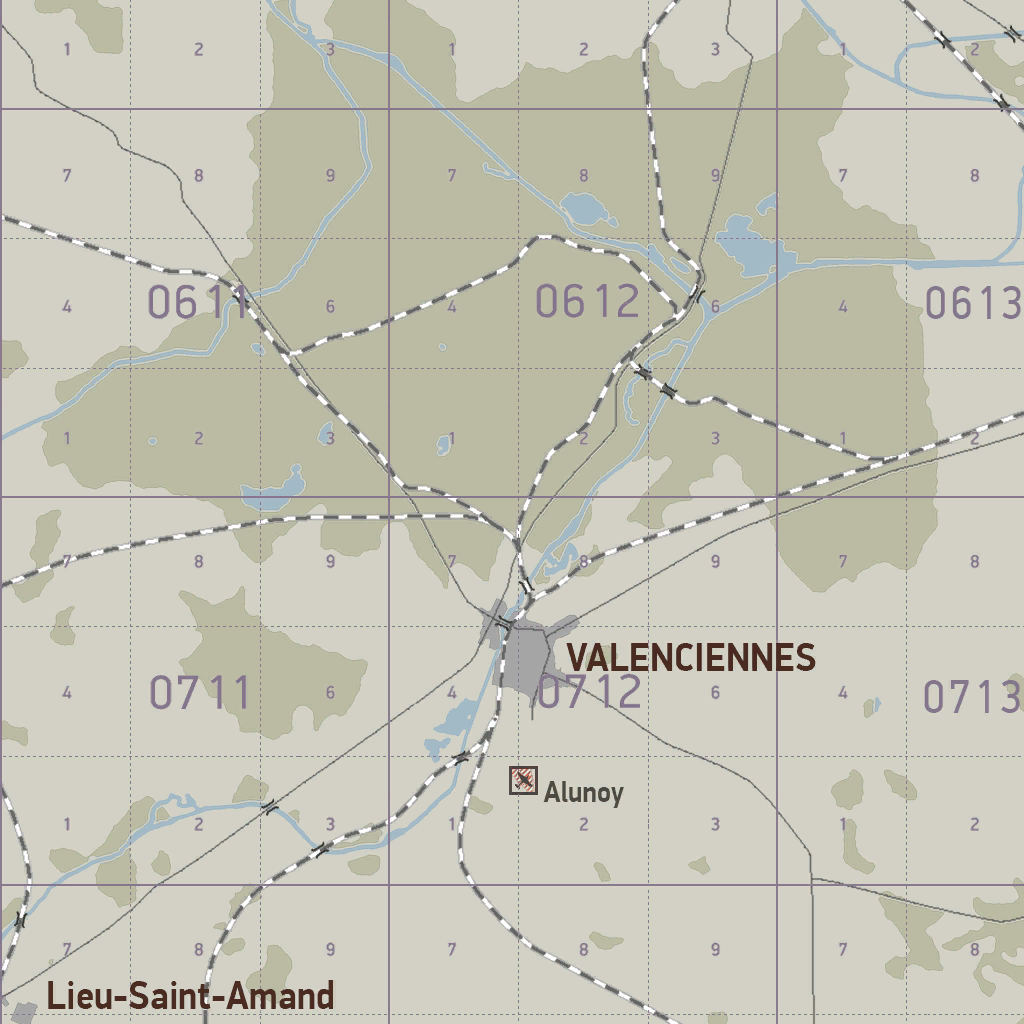 1 2 3 1 2 3 1
7 8 9 7 8 9 7 8
0611 0612 0613
6 4 6 4
1 2 3 1 2 3 1 2
7 8 9 7 8 9 7 8
VALENCIENNES
4 6 4 6 4
0711 0712 0713
Alunoy
1 2 3 1 2 3 1 2
7 8 9 7 8 9 7 8
Lieu-Saint-Amand